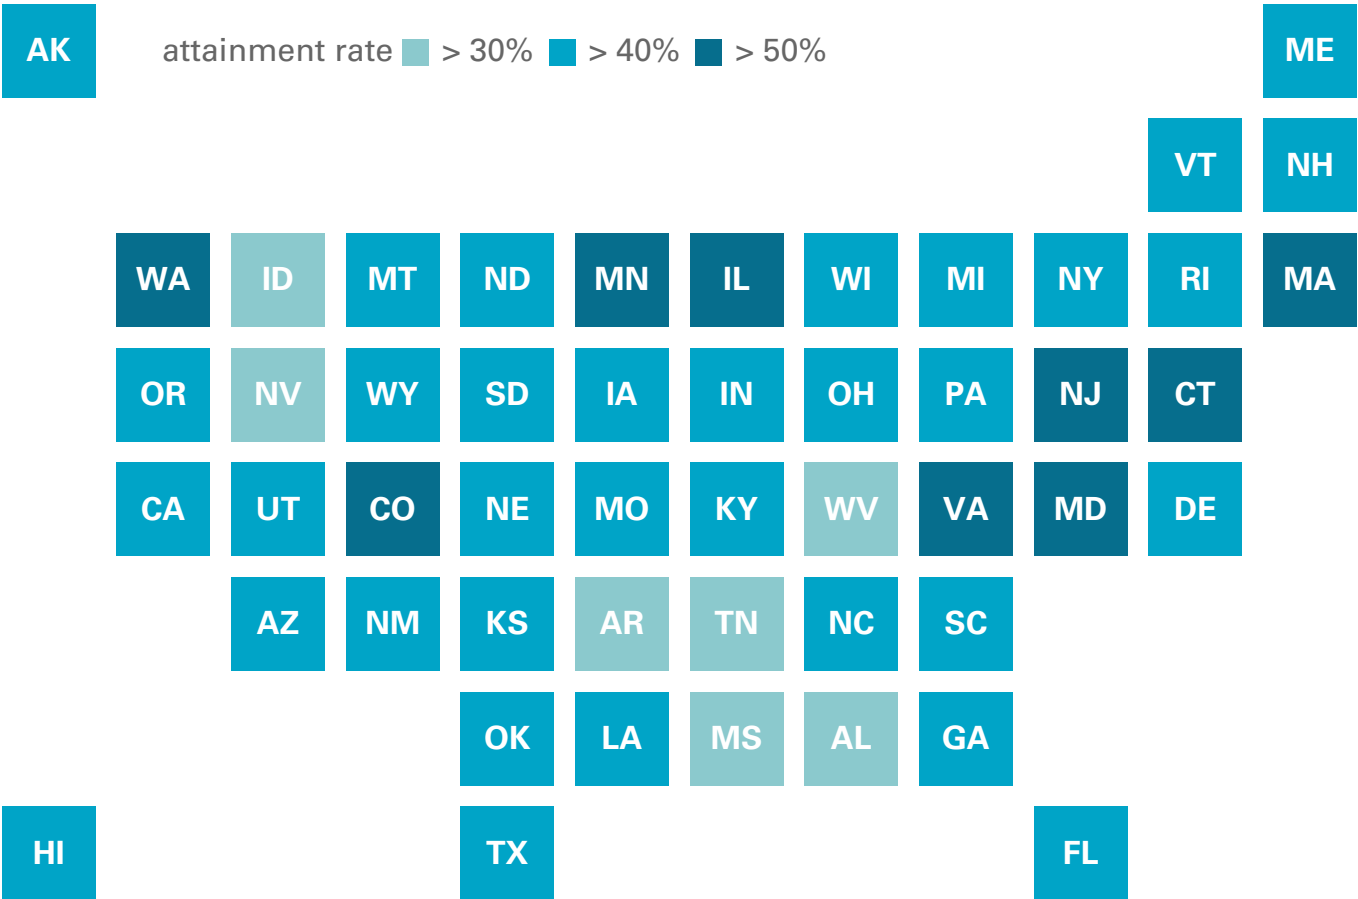 AK attainment rate > 30% > 40% > 50% ME
VT NH
WA ID MT ND MN IL WI MI NY RI MA
OR NV WY SD IA IN OH PA NJ CT
CA UT CO NE MO KY WV VA MD DE
AZ NM KS AR TN NC SC
OK LA MS AL GA
HI TX FL